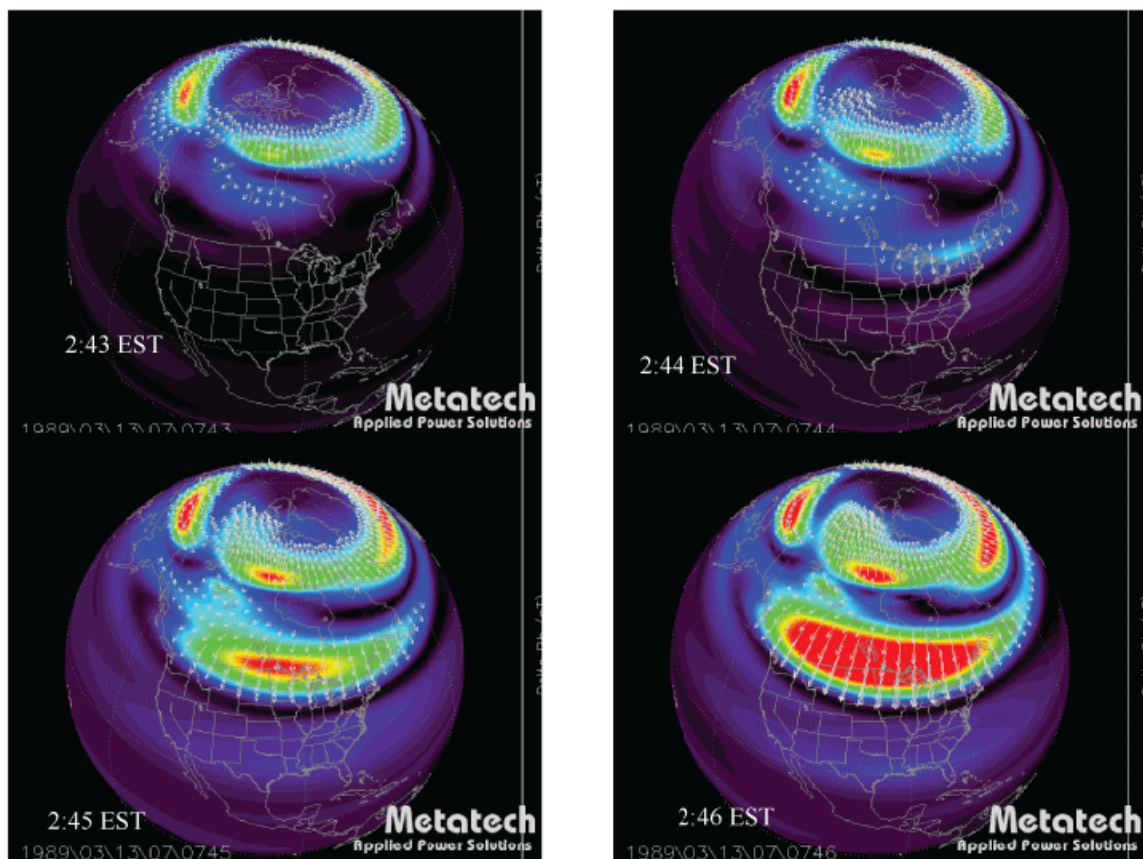 2:43 EST
Metatech
Applied Power Solutions
1989\03\13\07\0743
2:44 EST
Metatech
Applied Power Solutions
1989\03\13\07\0744
2:45 EST
Metatech
Applied Power Solutions
1989\03\13\07\0745
2:46 EST
Metatech
Applied Power Solutions
1989\03\13\07\0746